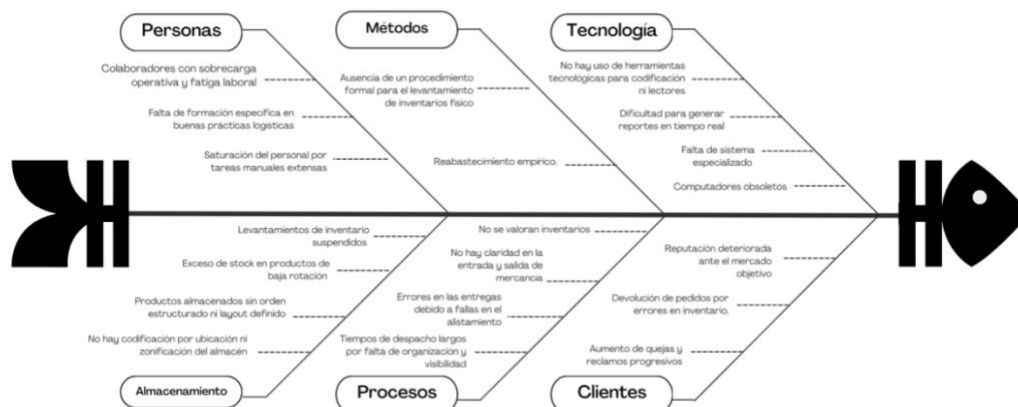 Personas
Colaboradores con sobrecarga
operativa y fatiga laboral
Falta de formación específica en
buenas prácticas logísticas
Saturación del personal por
tareas manuales extensas
Métodos
Ausencia de un procedimiento
formal para el levantamiento
de inventarios físico
Reabastecimiento empírico.
Tecnología
No hay uso de herramientas
tecnológicas para codificación
ni lectores
Dificultad para generar
reportes en tiempo real
Falta de sistema
especializado
Computadores obsoletos
Levantamientos de inventario
suspendidos
Exceso de stock en productos de
baja rotación
Productos almacenados sin orden
estructurado ni layout definido
No hay codificación por ubicación ni
zonificación del almacén
Almacenamiento
No se valoran inventarios
No hay claridad en la
entrada y salida de
mercancia
Errores en las entregas
debido a fallas en el
alistamiento
Tiempos de despacho largos
por falta de organización y
visibilidad
Procesos
Reputación deteriorada
ante el mercado
objetivo
Devolución de pedidos por
errores en inventario.
Aumento de quejas y
reclamos progresivos
Clientes